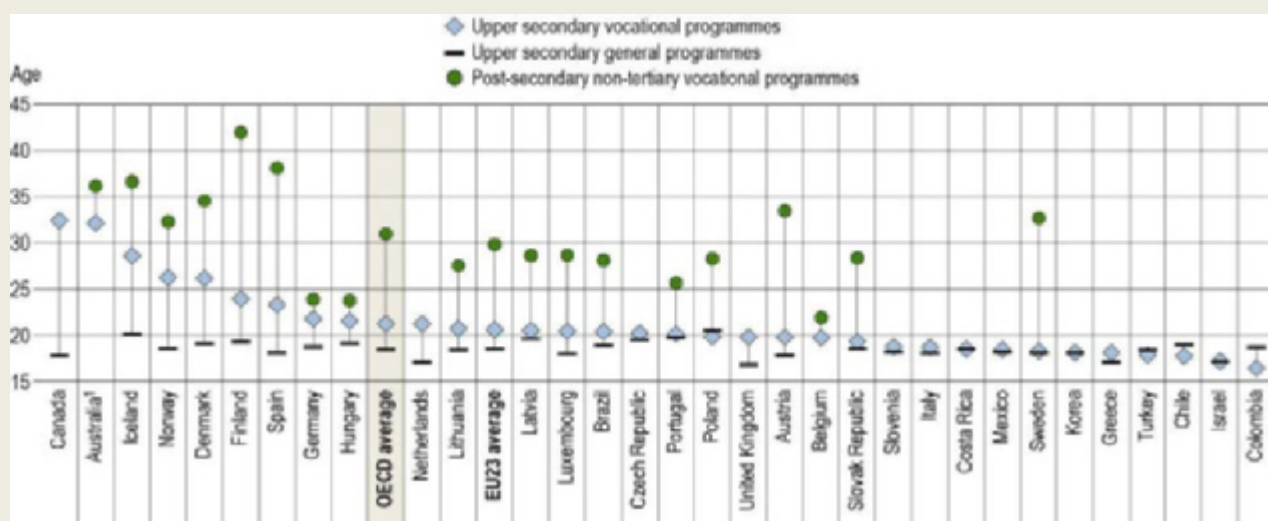 Upper secondary vocational programmes
Upper secondary general programmes
Post-secondary non-tertiary vocational programmes
Age
45
40
35
30
25
20
15
Canada
Australia¹
Iceland
Norway
Denmark
Finland
Spain
Germany
Hungary
OECD average
Netherlands
Lithuania
EU23 average
Latvia
Luxembourg
Brazil
Czech Republic
Portugal
Poland
United Kingdom
Austria
Belgium
Slovak Republic
Slovenia
Italy
Costa Rica
Mexico
Sweden
Korea
Greece
Turkey
Chile
Israel
Colombia